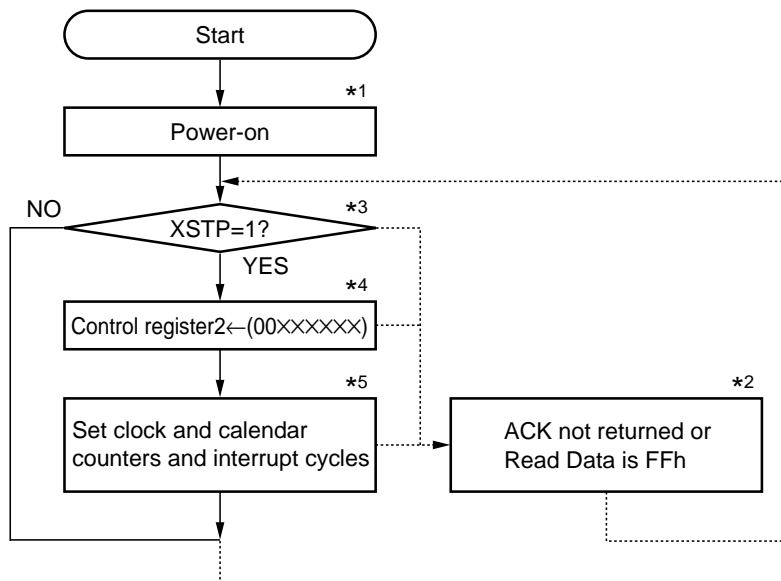 Start
*1
Power-on
NO
*3
XSTP=1?
YES
*4
Control register2←(00××××××)
*5
Set clock and calendar
counters and interrupt cycles
*2
ACK not returned or
Read Data is FFh